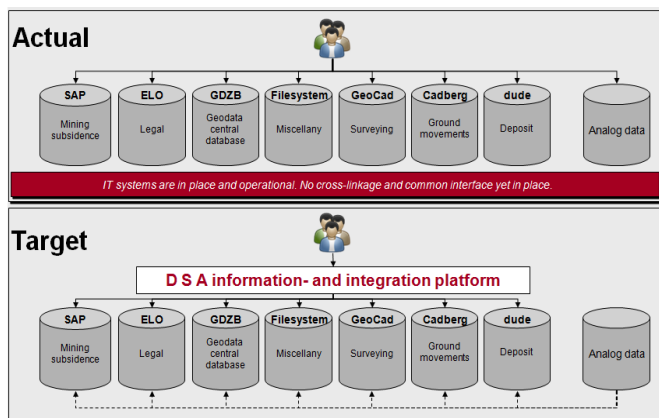 Actual
SAP
Mining
subsidence
ELO
Legal
GDZB
Geodata
central
database
Filesystem
Miscellany
GeoCad
Surveying
Cadberg
Ground
movements
dude
Deposit
Analog data
IT systems are in place and operational. No cross-linkage and common interface yet in place.
Target
D S A information- and integration platform
SAP
Mining
subsidence
ELO
Legal
GDZB
Geodata
central
database
Filesystem
Miscellany
GeoCad
Surveying
Cadberg
Ground
movements
dude
Deposit
Analog data